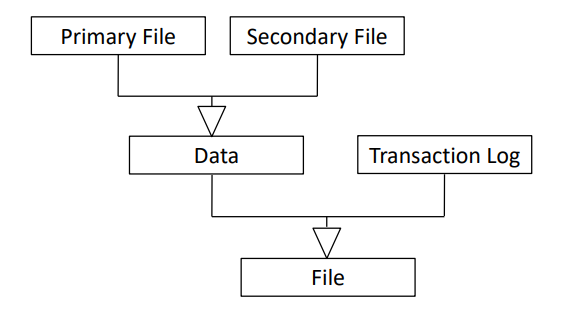 Primary File
Secondary File
Data
Transaction Log
File